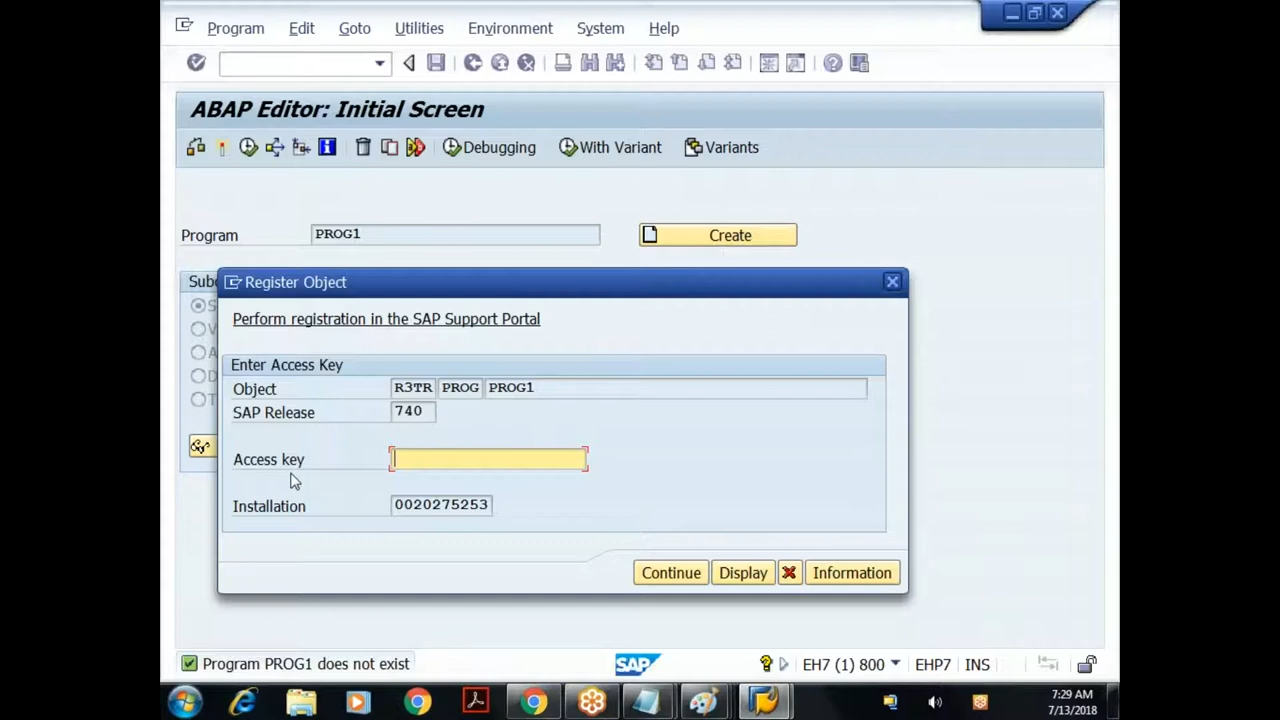 Program Edit Goto Utilities Environment System Help
ABAP Editor: Initial Screen
Debugging With Variant Variants
Program PROG1 Create
Register Object
Perform registration in the SAP Support Portal
Enter Access Key
Object R3TR PROG PROG1
SAP Release 740
Access key
Installation 0020275253
Continue Display Information
Program PROG1 does not exist SAP EH7 (1) 800 EHP7 INS
7:29 AM
7/13/2018